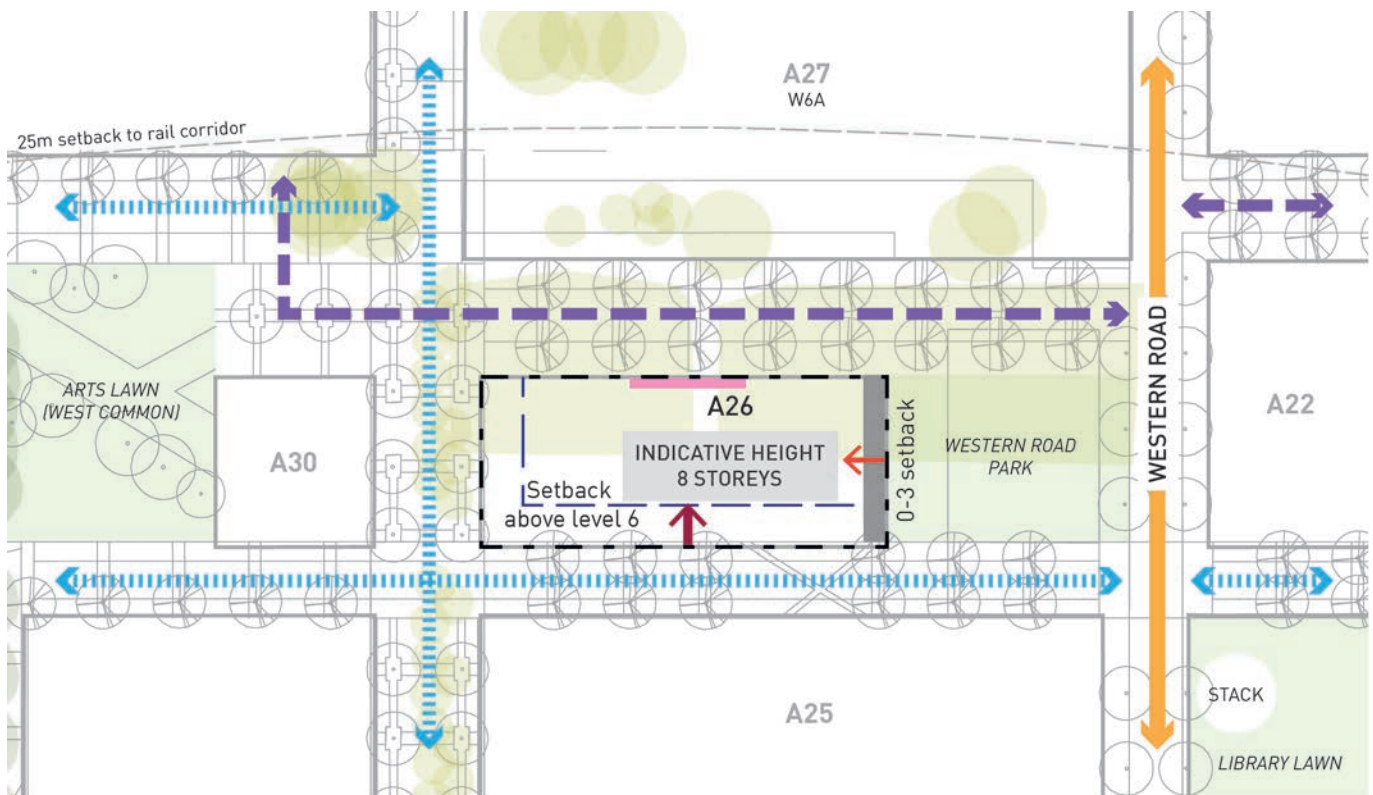 A27
W6A
25m setback to rail corridor
WESTERN ROAD
ARTS LAWN
(WEST COMMON)
A30
A26
INDICATIVE HEIGHT
8 STOREYS
Setback
above level 6
0-3 setback
WESTERN ROAD
PARK
A22
A25
STACK
LIBRARY LAWN